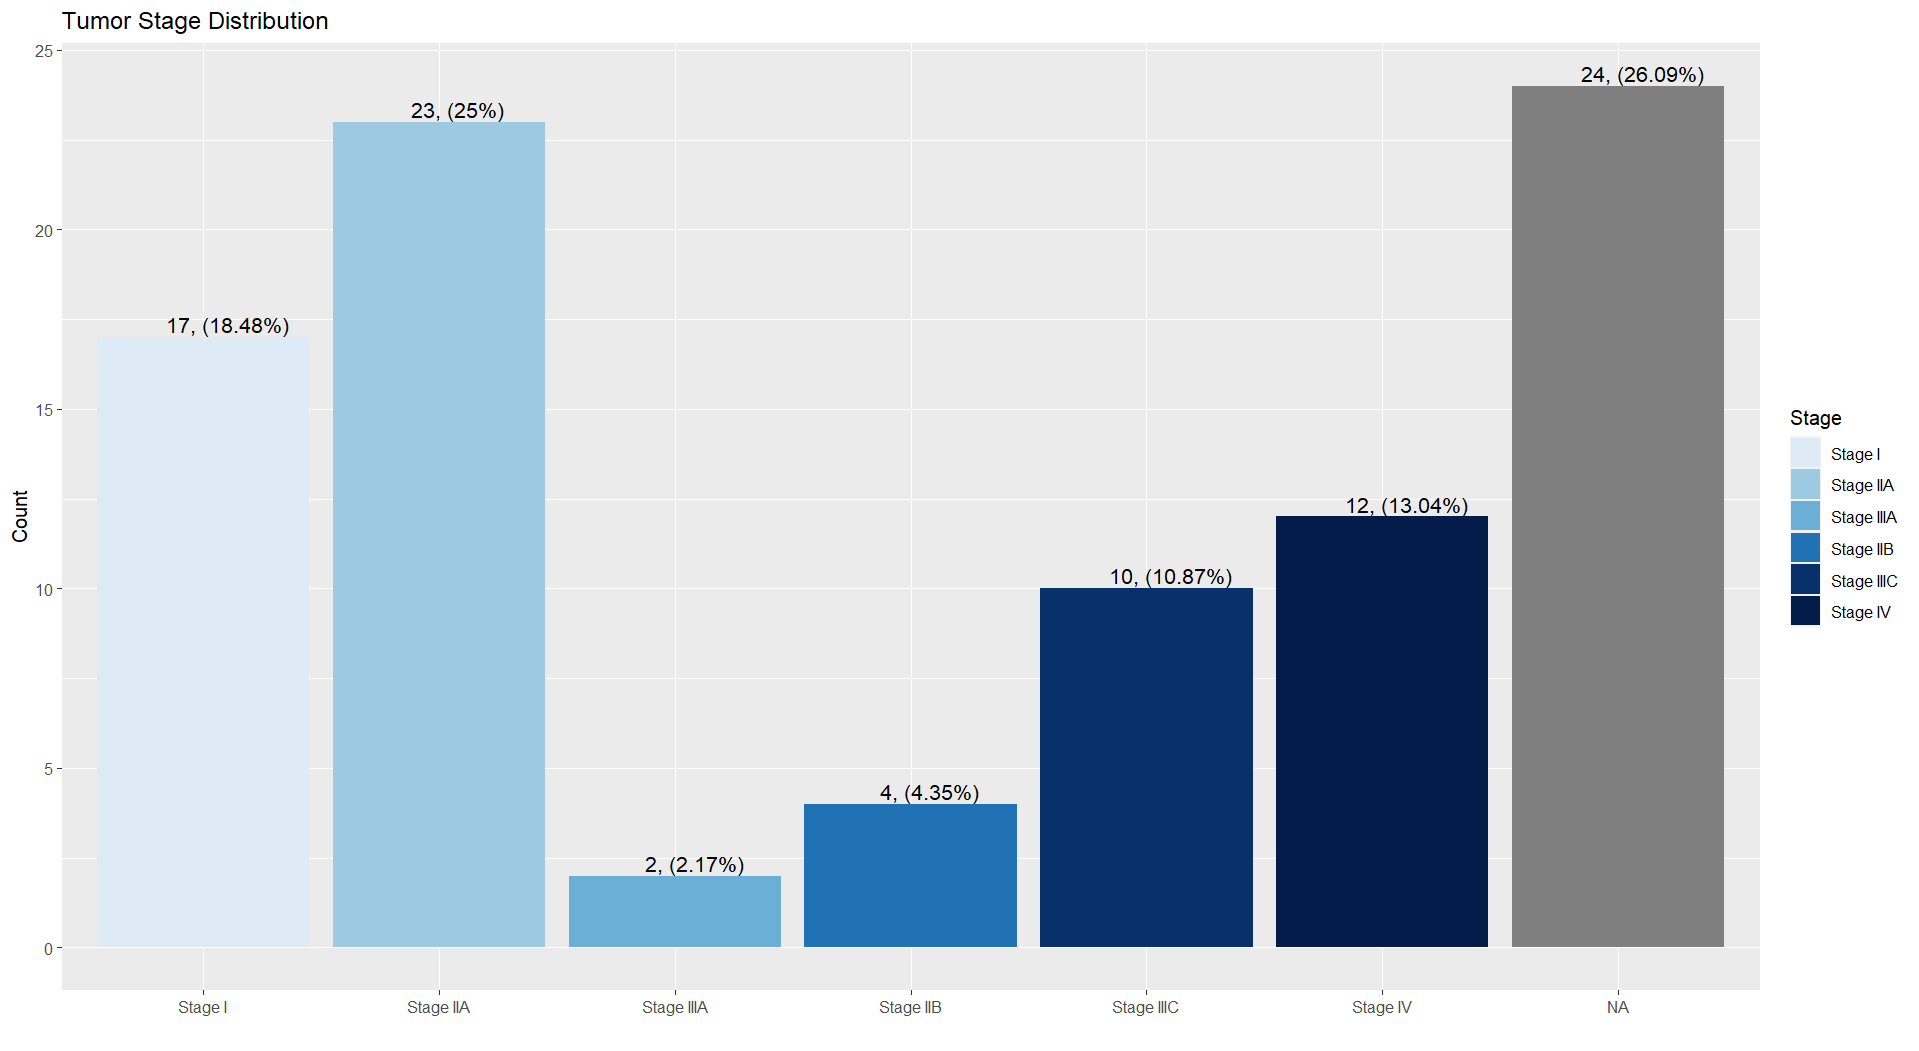 Tumor Stage Distribution
Count
25
20
15
10
5
0
17, (18.48%)
23, (25%)
2, (2.17%)
4, (4.35%)
10, (10.87%)
12, (13.04%)
24, (26.09%)
Stage I
Stage IIA
Stage IIIA
Stage IIB
Stage IIIC
Stage IV
NA
Stage
Stage I
Stage IIA
Stage IIIA
Stage IIB
Stage IIIC
Stage IV